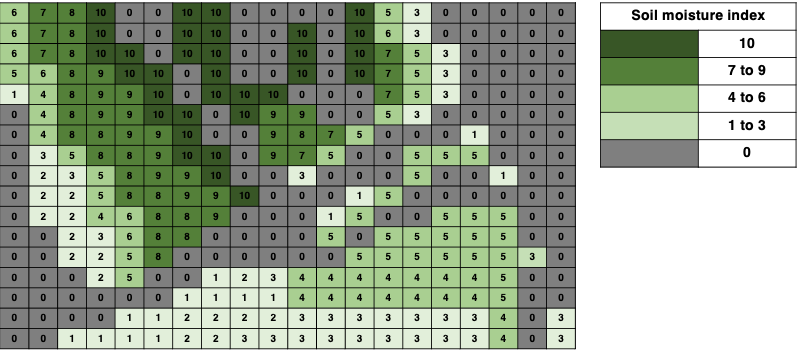 6 7 8 10 0 0 10 10 0 0 0 0 10 5 3 0 0 0 0 0
6 7 8 10 0 0 10 10 0 0 10 0 10 6 3 0 0 0 0 0
6 7 8 10 10 0 10 10 0 0 10 0 10 7 5 3 0 0 0 0
5 6 8 9 10 10 0 10 0 0 10 0 10 7 5 3 0 0 0 0
1 4 8 9 9 10 0 10 10 10 0 0 0 7 5 3 0 0 0 0
0 4 8 9 9 10 10 0 10 9 9 0 0 5 3 0 0 0 0 0
0 4 8 8 9 9 10 0 0 9 8 7 5 0 0 0 1 0 0 0
0 3 5 8 8 9 10 10 0 9 7 5 0 0 5 5 5 0 0 0
0 2 3 5 8 9 9 10 0 0 3 0 0 0 5 0 0 1 0 0
0 2 2 5 8 8 9 9 10 0 0 0 1 5 0 0 0 0 0 0
0 2 2 4 6 8 8 9 0 0 0 1 5 0 0 5 5 5 0 0
0 0 2 3 6 8 8 0 0 0 0 5 0 5 5 5 5 5 0 0
0 0 2 2 5 8 0 0 0 0 0 0 5 5 5 5 5 5 3 0
0 0 0 2 5 0 0 1 2 3 4 4 4 4 4 4 4 5 0 0
0 0 0 0 0 0 1 1 1 1 4 4 4 4 4 4 4 5 0 0
0 0 0 0 1 1 2 2 2 3 3 3 3 3 3 3 3 4 0 3
0 0 1 1 1 1 2 2 3 3 3 3 3 3 3 3 3 4 0 3
Soil moisture index
10
7 to 9
4 to 6
1 to 3
0